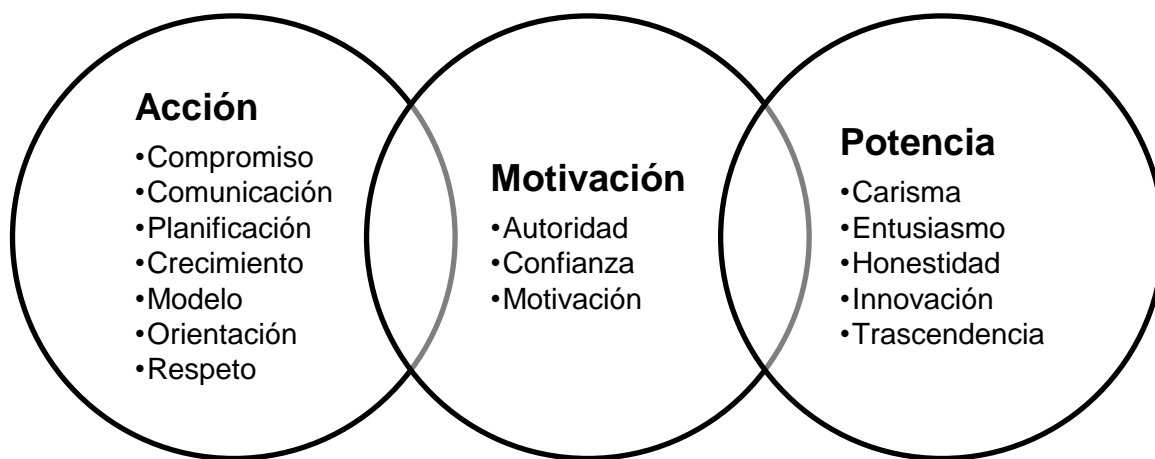 Acción
•Compromiso
•Comunicación
•Planificación
•Crecimiento
•Modelo
•Orientación
•Respeto
Motivación
•Autoridad
•Confianza
•Motivación
Potencia
•Carisma
•Entusiasmo
•Honestidad
•Innovación
•Trascendencia